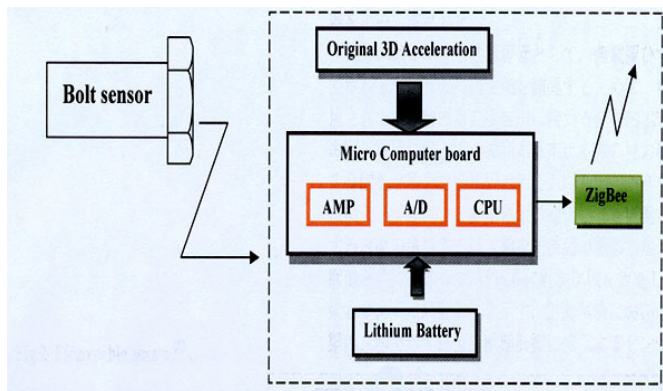 Original 3D Acceleration
Bolt sensor
Micro Computer board
AMP
A/D
CPU
ZigBee
Lithium Battery